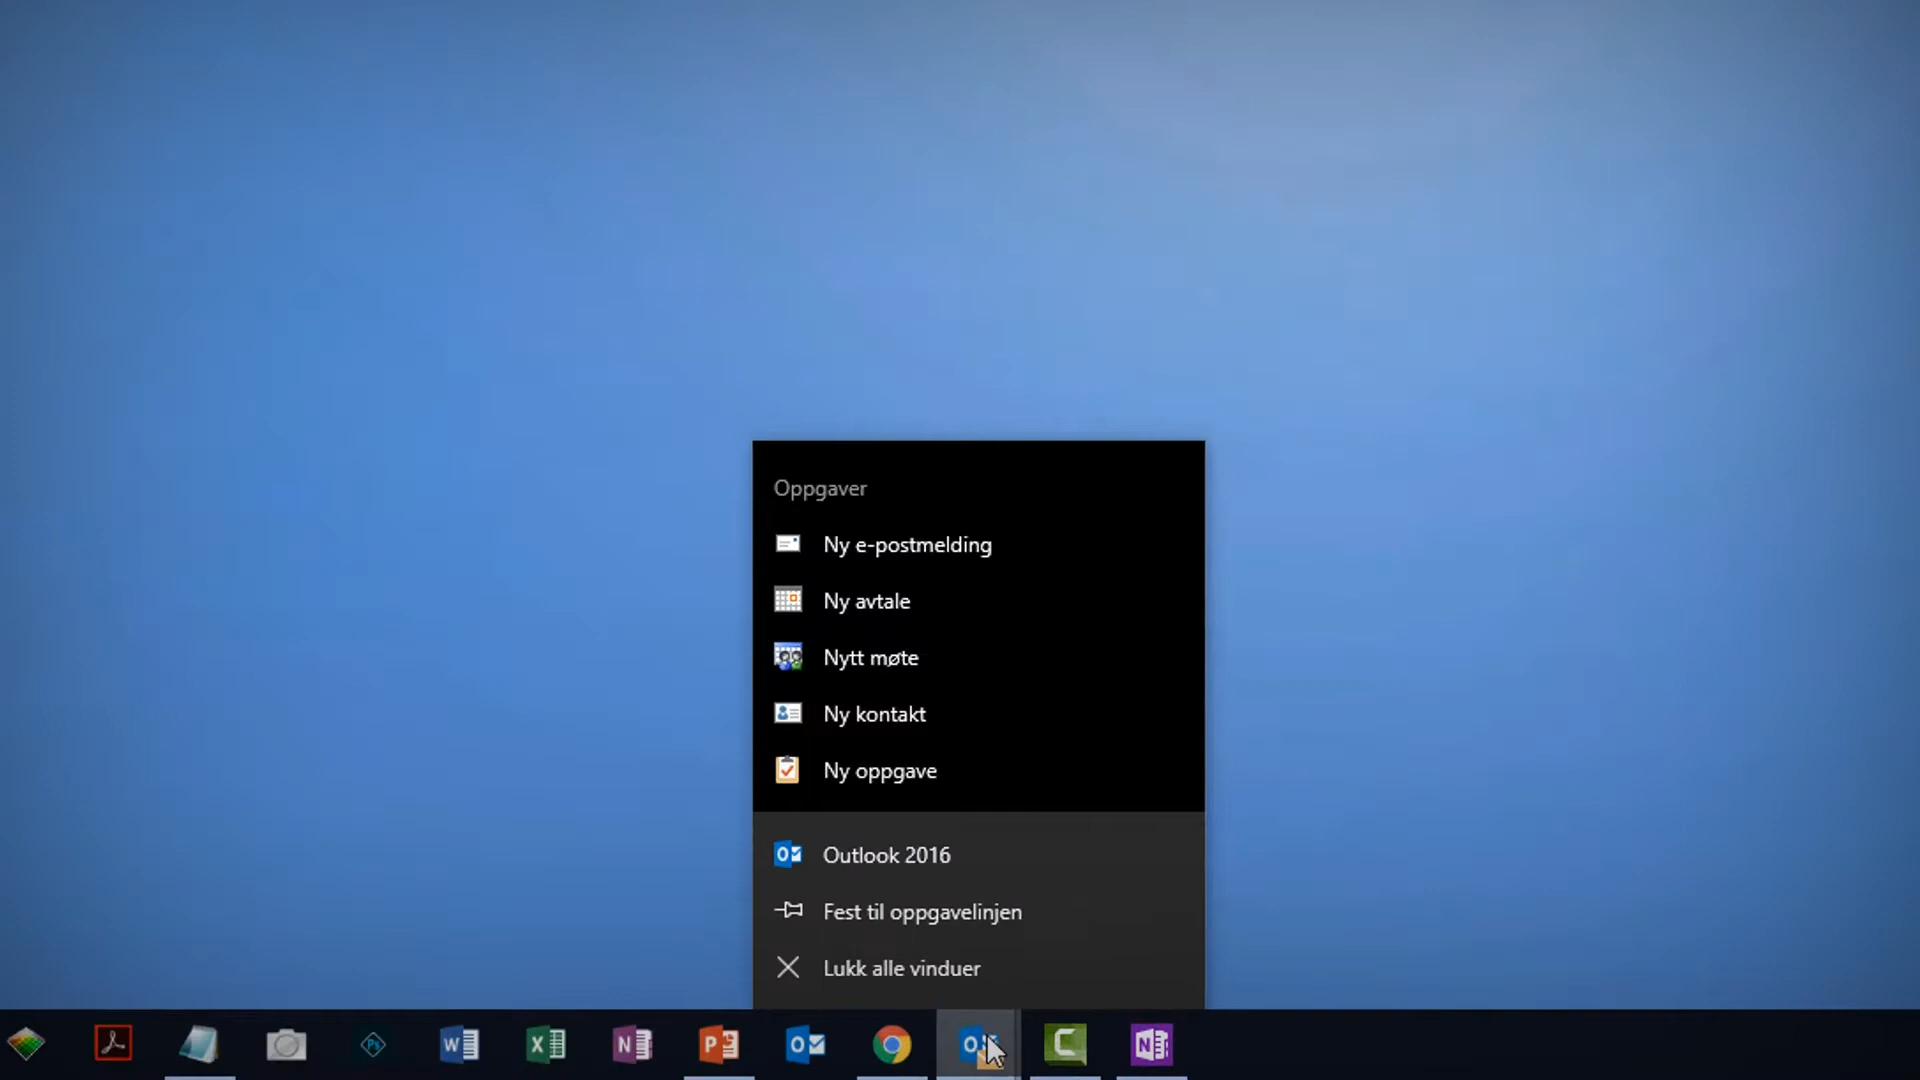 Oppgaver
Ny e-postmelding
Ny avtale
Nytt møte
Ny kontakt
Ny oppgave
Outlook 2016
Fest til oppgavelinjen
Lukk alle vinduer